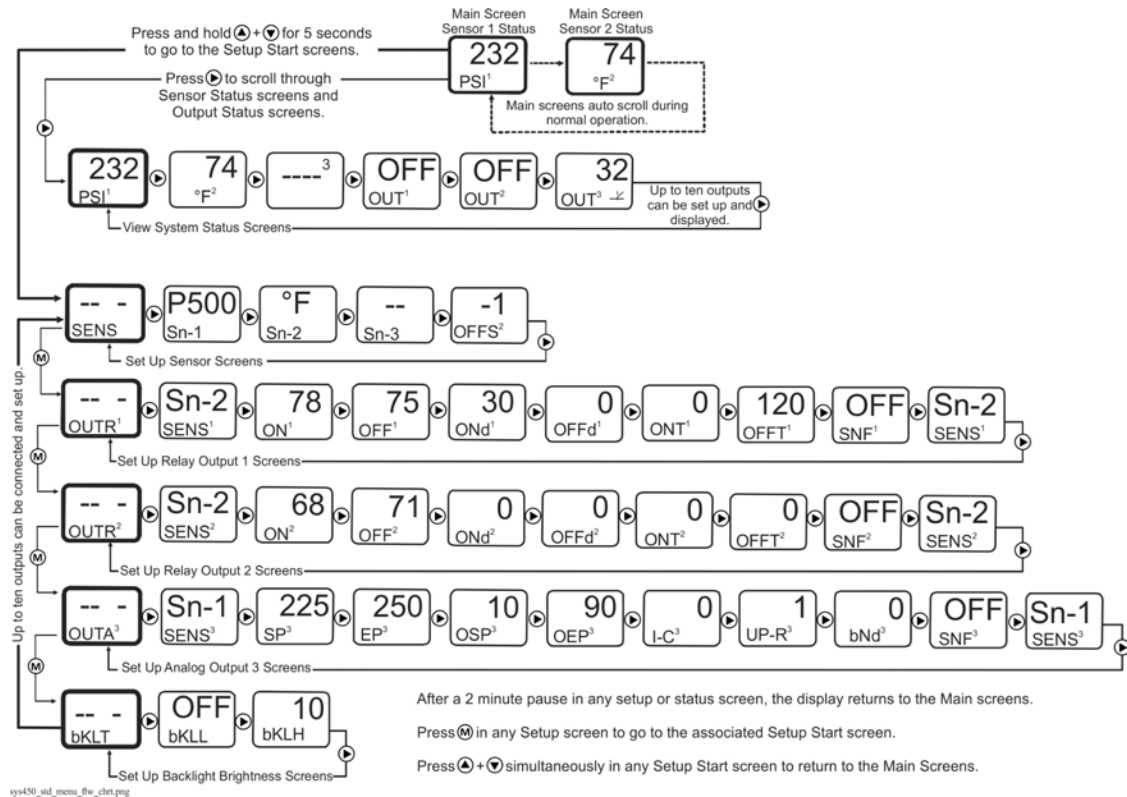 Press and hold ▲+▼ for 5 seconds
to go to the Setup Start screens.
Main Screen
Sensor 1 Status
Main Screen
Sensor 2 Status
232
PSI¹
74
°F²
Press ▶ to scroll through
Sensor Status screens and
Output Status screens.
Main screens auto scroll during
normal operation.
232
PSI¹
74
°F²
----³
OFF
OUT¹
OFF
OUT²
32
OUT³
Up to ten outputs
can be set up and
displayed.
View System Status Screens
-- -
SENS
P500
Sn-1
°F
Sn-2
--
Sn-3
-1
OFFS²
Set Up Sensor Screens
M
-- -
OUTR¹
Sn-2
SENS¹
78
ON¹
75
OFF¹
30
ONd¹
0
OFFd¹
0
ONT¹
120
OFFT¹
OFF
SNF¹
Sn-2
SENS¹
Set Up Relay Output 1 Screens
M
-- -
OUTR²
Sn-2
SENS²
68
ON²
71
OFF²
0
ONd²
0
OFFd²
0
ONT²
0
OFFT²
OFF
SNF²
Sn-2
SENS²
Set Up Relay Output 2 Screens
M
-- -
OUTA³
Sn-1
SENS³
225
SP³
250
EP³
10
OSP³
90
OEP³
0
I-C³
1
UP-R³
0
bNd³
OFF
SNF³
Sn-1
SENS³
Set Up Analog Output 3 Screens
M
-- -
bKLT
OFF
bKLL
10
bKLH
Set Up Backlight Brightness Screens
Up to ten outputs can be connected and set up.
After a 2 minute pause in any setup or status screen, the display returns to the Main screens.
Press M in any Setup screen to go to the associated Setup Start screen.
Press ▲+▼ simultaneously in any Setup Start screen to return to the Main Screens.
sys450_std_menu_flw_chrt.png